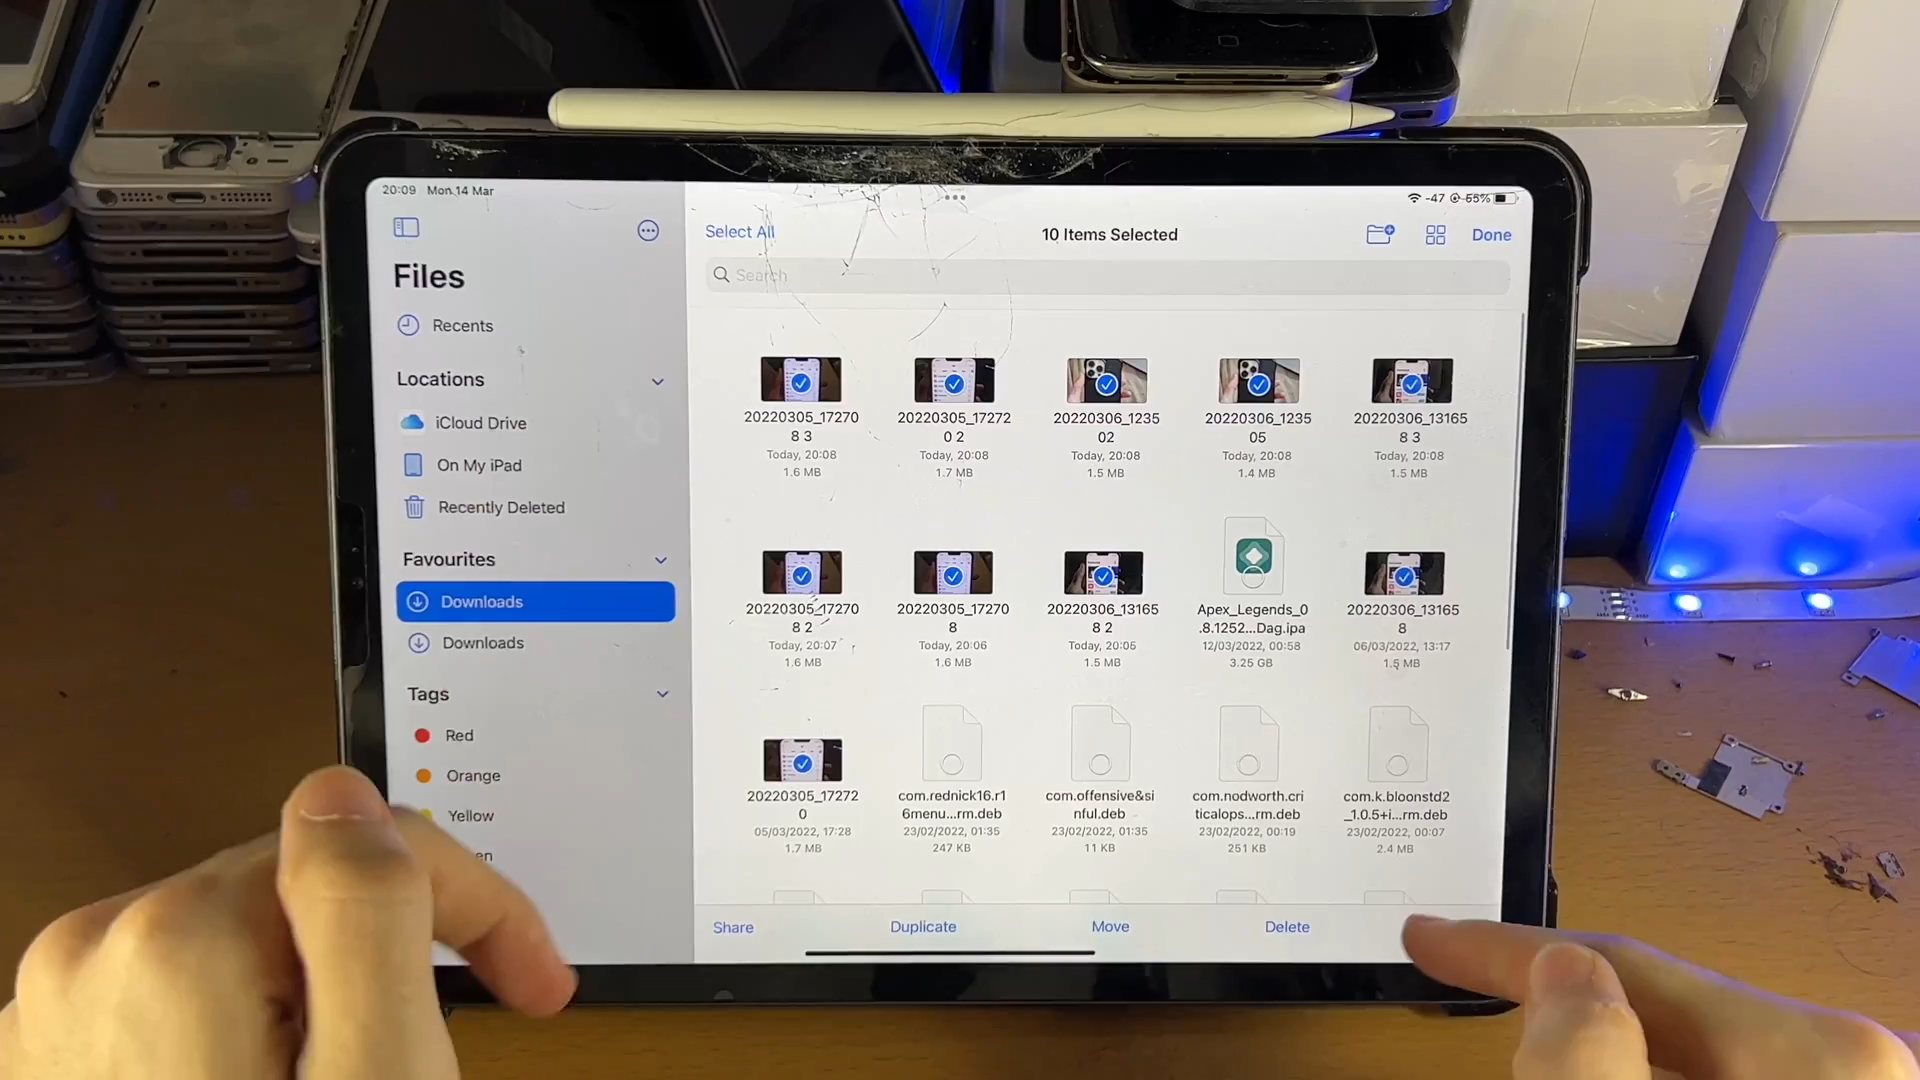 20:09 Mon 14 Mar
-47 55%
Files
Recents
Locations
iCloud Drive
On My iPad
Recently Deleted
Favourites
Downloads
Downloads
Tags
Red
Orange
Yellow
en
Select All
10 Items Selected
Done
Search
20220305_17270
8 3
Today, 20:08
1.6 MB
20220305_17272
0 2
Today, 20:08
1.7 MB
20220306_1235
02
Today, 20:08
1.5 MB
20220306_1235
05
Today, 20:08
1.4 MB
20220306_13165
8 3
Today, 20:08
1.5 MB
20220305_17270
8 2
Today, 20:07
1.6 MB
20220305_17270
8
Today, 20:06
1.6 MB
20220306_13165
8 2
Today, 20:05
1.5 MB
Apex_Legends_0
.8.1252...Dag.ipa
12/03/2022, 00:58
3.25 GB
20220306_13165
8
06/03/2022, 13:17
1.5 MB
20220305_17272
0
05/03/2022, 17:28
1.7 MB
com.rednick16.r1
6menu...rm.deb
23/02/2022, 01:35
247 KB
com.offensive&si
nful.deb
23/02/2022, 01:35
11 KB
com.nodworth.cri
ticalops...rm.deb
23/02/2022, 00:19
251 KB
com.k.bloonstd2
_1.0.5+i...rm.deb
23/02/2022, 00:07
2.4 MB
Share
Duplicate
Move
Delete